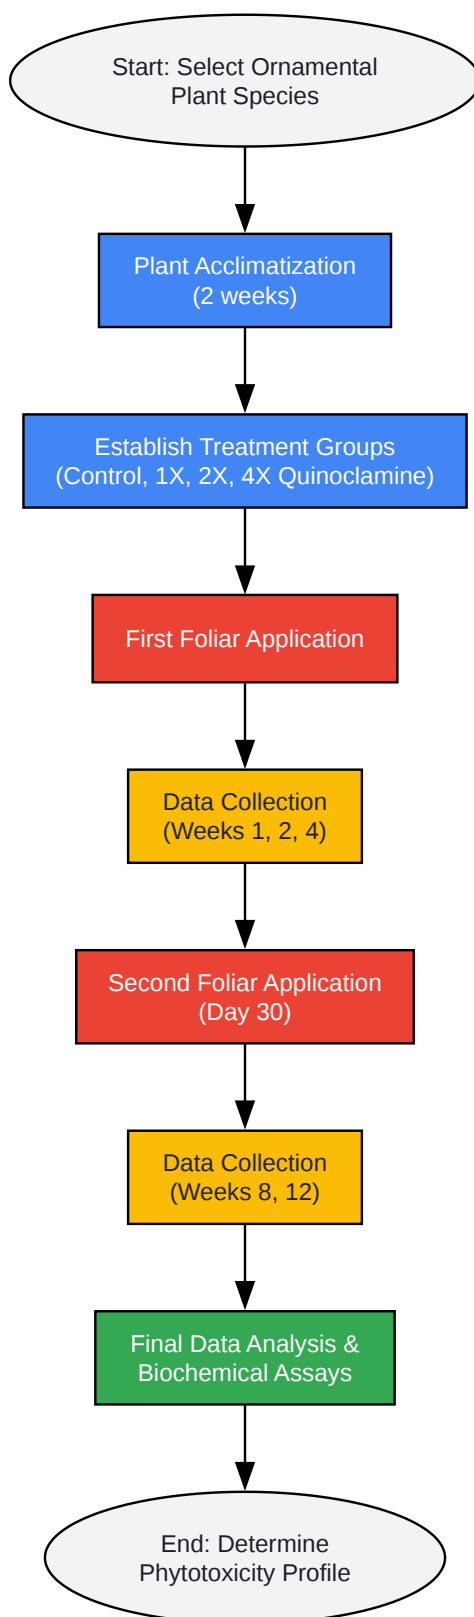 Start: Select Ornamental
Plant Species
Plant Acclimatization
(2 weeks)
Establish Treatment Groups
(Control, 1X, 2X, 4X Quinoclamine)
First Foliar Application
Data Collection
(Weeks 1, 2, 4)
Second Foliar Application
(Day 30)
Data Collection
(Weeks 8, 12)
Final Data Analysis &
Biochemical Assays
End: Determine
Phytotoxicity Profile